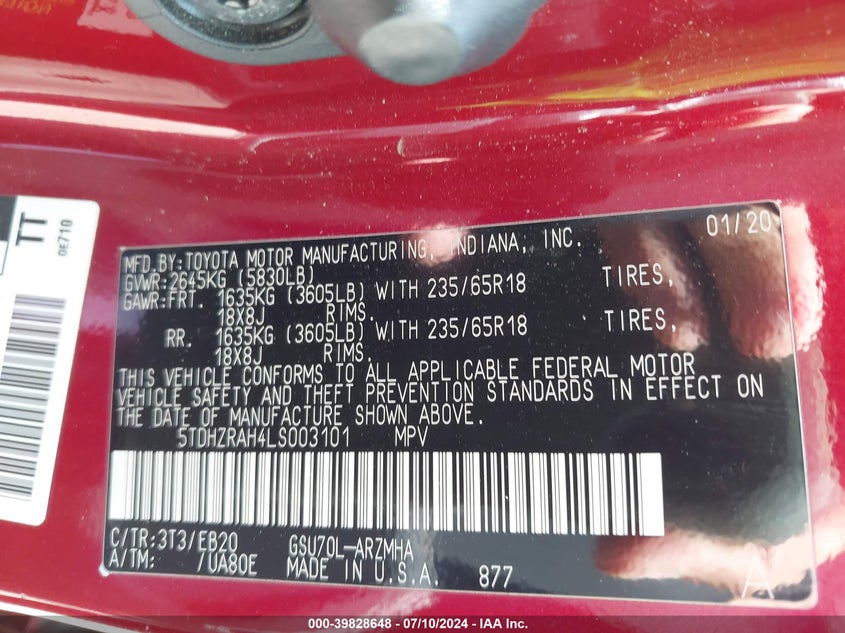 TT
0E710
MFD.BY:TOYOTA MOTOR MANUFACTURING, INDIANA, INC. 01/20
GVWR:2645KG (5830LB)
GAWR:FRT. 1635KG (3605LB) WITH 235/65R18 TIRES,
18X8J RIMS.
RR. 1635KG (3605LB) WITH 235/65R18 TIRES,
18X8J RIMS.
THIS VEHICLE CONFORMS TO ALL APPLICABLE FEDERAL MOTOR
VEHICLE SAFETY AND THEFT PREVENTION STANDARDS IN EFFECT ON
THE DATE OF MANUFACTURE SHOWN ABOVE.
5TDHZRAH4LS003101 MPV
C/TR:3T3/EB20 GSU70L-ARZMHA
A/TM: /UA80E MADE IN U.S.A. 877
A
000-39828648 - 07/10/2024 - IAA Inc.